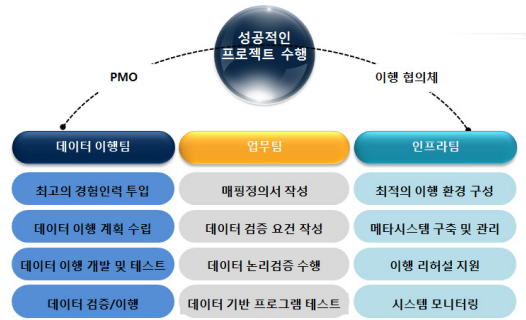 성공적인
프로젝트 수행
PMO
이행 협의체
데이터 이행팀
업무팀
인프라팀
최고의 경험인력 투입
매핑정의서 작성
최적의 이행 환경 구성
데이터 이행 계획 수립
데이터 검증 요건 작성
메타시스템 구축 및 관리
데이터 이행 개발 및 테스트
데이터 논리검증 수행
이행 리허설 지원
데이터 검증/이행
데이터 기반 프로그램 테스트
시스템 모니터링